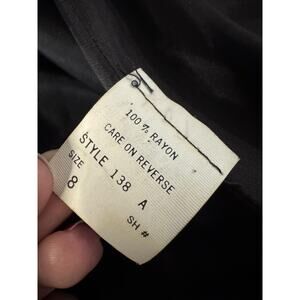 100% RAYON
CARE ON REVERSE
STYLE 138 A
SIZE
8 SH #